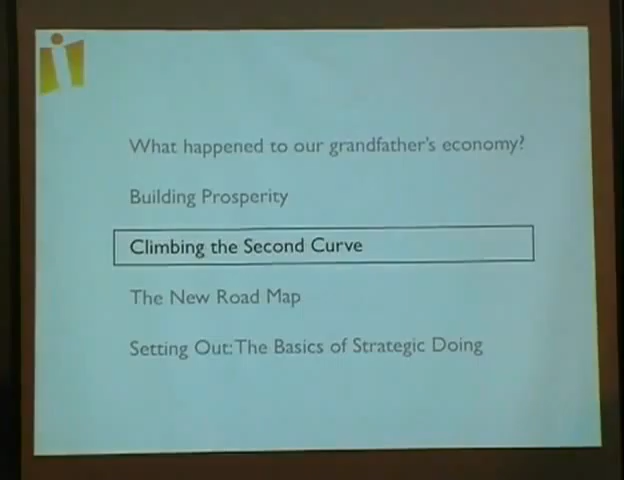 What happened to our grandfather's economy?
Building Prosperity
Climbing the Second Curve
The New Road Map
Setting Out: The Basics of Strategic Doing